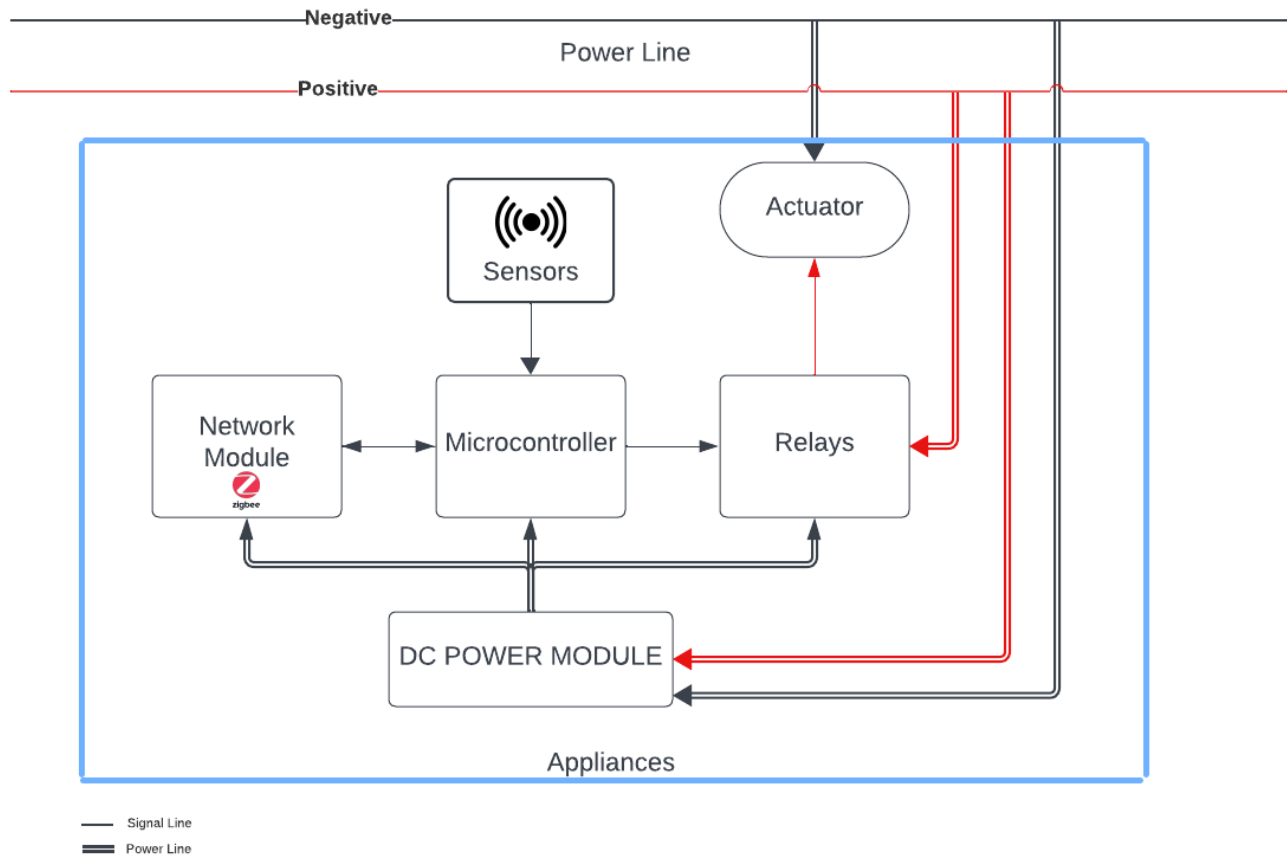 Negative
Power Line
Positive
Actuator
Sensors
Network
Module
zigbee
Microcontroller
Relays
DC POWER MODULE
Appliances
Signal Line
Power Line